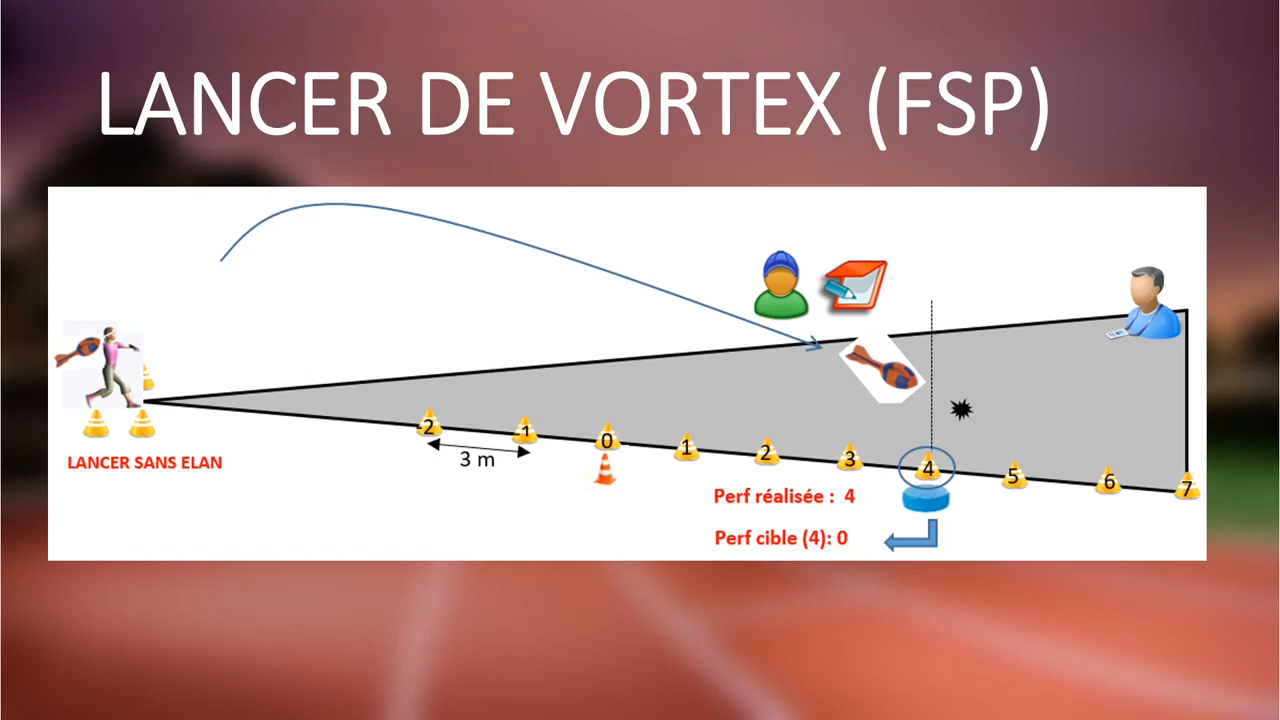 LANCER DE VORTEX (FSP)
LANCER SANS ELAN
-2 -1 0 1 2 3 4 5 6 7
3 m
Perf réalisée : 4
Perf cible (4): 0